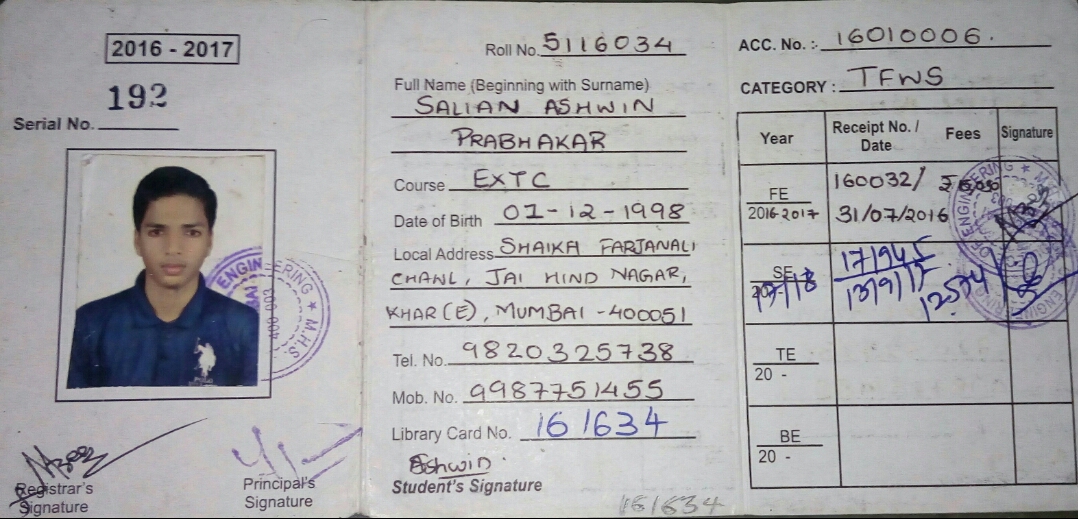 2016 - 2017
192
Serial No.
ENGINEERING ★ M.H.S.
400 008
Registrar's
Signature
Principal's
Signature
Roll No. 5116034
Full Name (Beginning with Surname)
SALIAN ASHWIN
PRABHAKAR
Course EXTC
Date of Birth 01-12-1998
Local Address SHAIKH FARJANALI
CHANL, JAI HIND NAGAR,
KHAR(E), MUMBAI -400051
Tel. No. 9820325738
Mob. No. 9987751455
Library Card No. 161634
Ashwin
Student's Signature
161634
ACC. No. :- 16010006.
CATEGORY : TFWS
Year Receipt No. / Date Fees Signature
FE 160032/
2016-2017 31/07/2016
SE 171945
17/18 13/9/17 12574
TE
20 -
BE
20 -